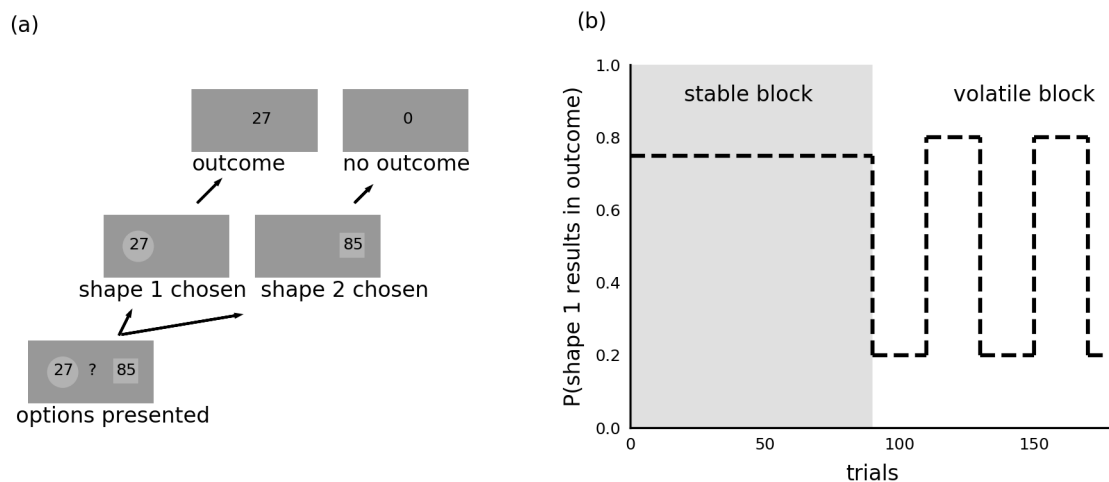 (a)
27
0
outcome
no outcome
27
85
shape 1 chosen
shape 2 chosen
27 ? 85
options presented
(b)
P(shape 1 results in outcome)
1.0
0.8
0.6
0.4
0.2
0.0
stable block
volatile block
0
50
100
150
trials